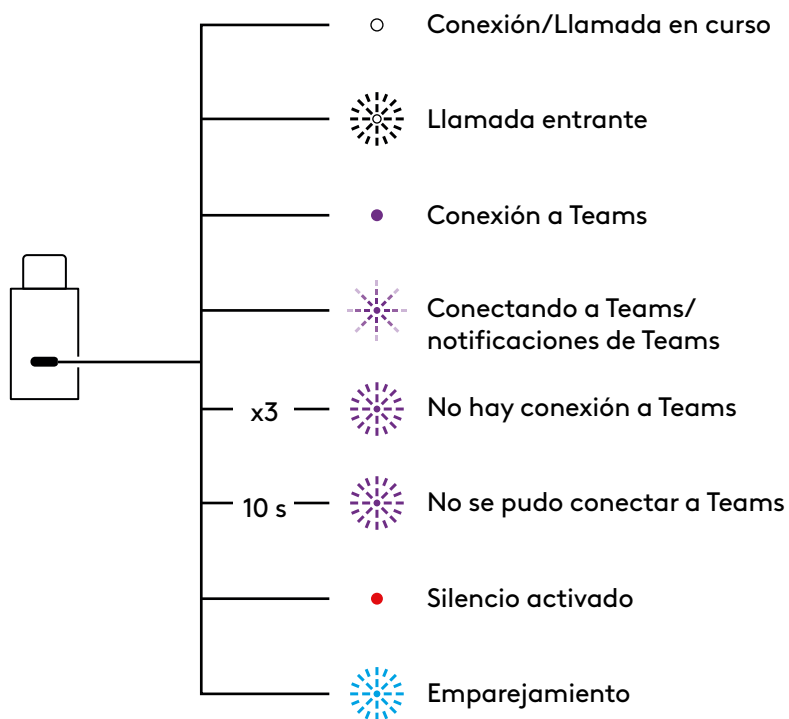 Conexión/Llamada en curso
Llamada entrante
Conexión a Teams
Conectando a Teams/
notificaciones de Teams
x3 No hay conexión a Teams
10 s No se pudo conectar a Teams
Silencio activado
Emparejamiento